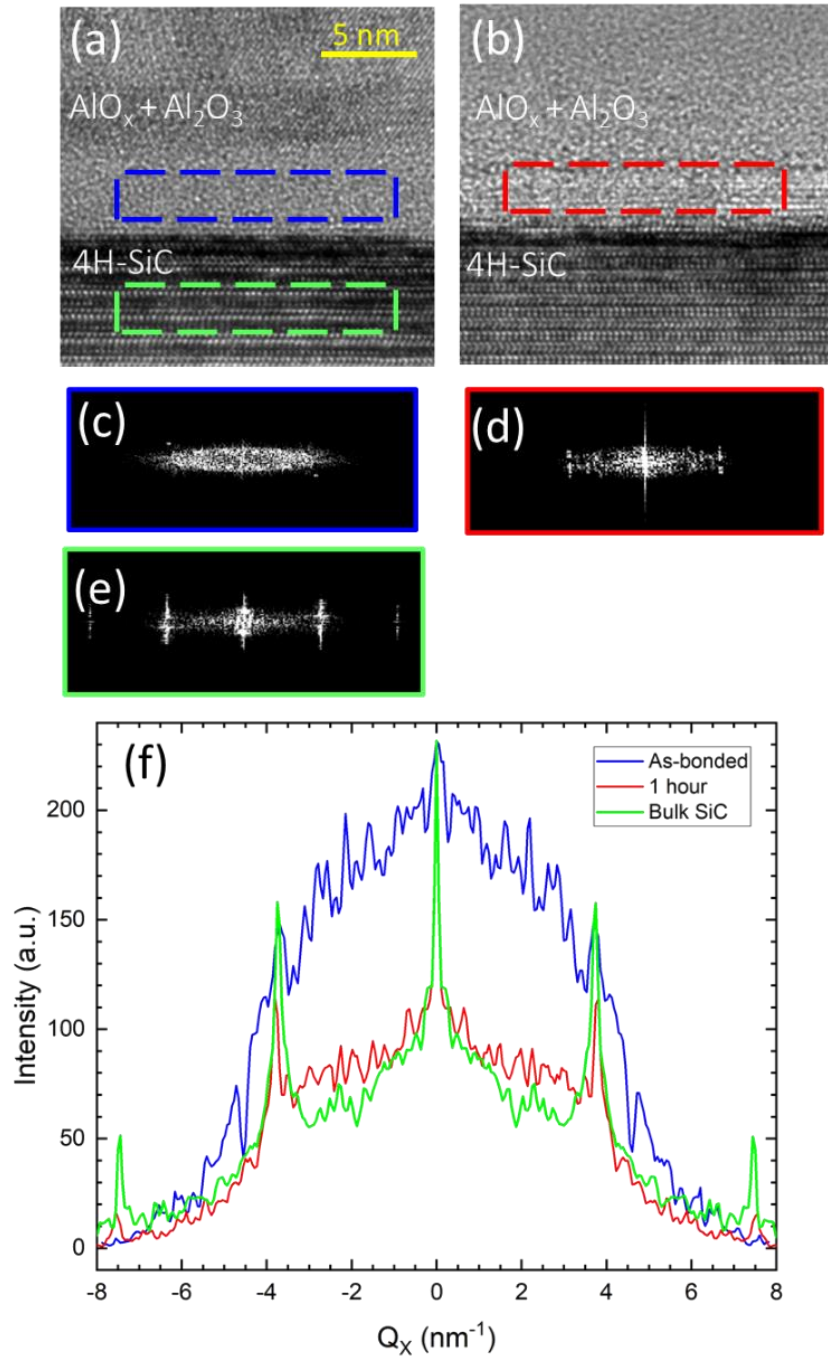 (a)
5 nm
AlOₓ + Al₂O₃
4H-SiC
(b)
AlOₓ + Al₂O₃
4H-SiC
(c)
(d)
(e)
(f)
As-bonded
1 hour
Bulk SiC
200
150
100
50
0
Intensity (a.u.)
-8 -6 -4 -2 0 2 4 6 8
Qₓ (nm⁻¹)